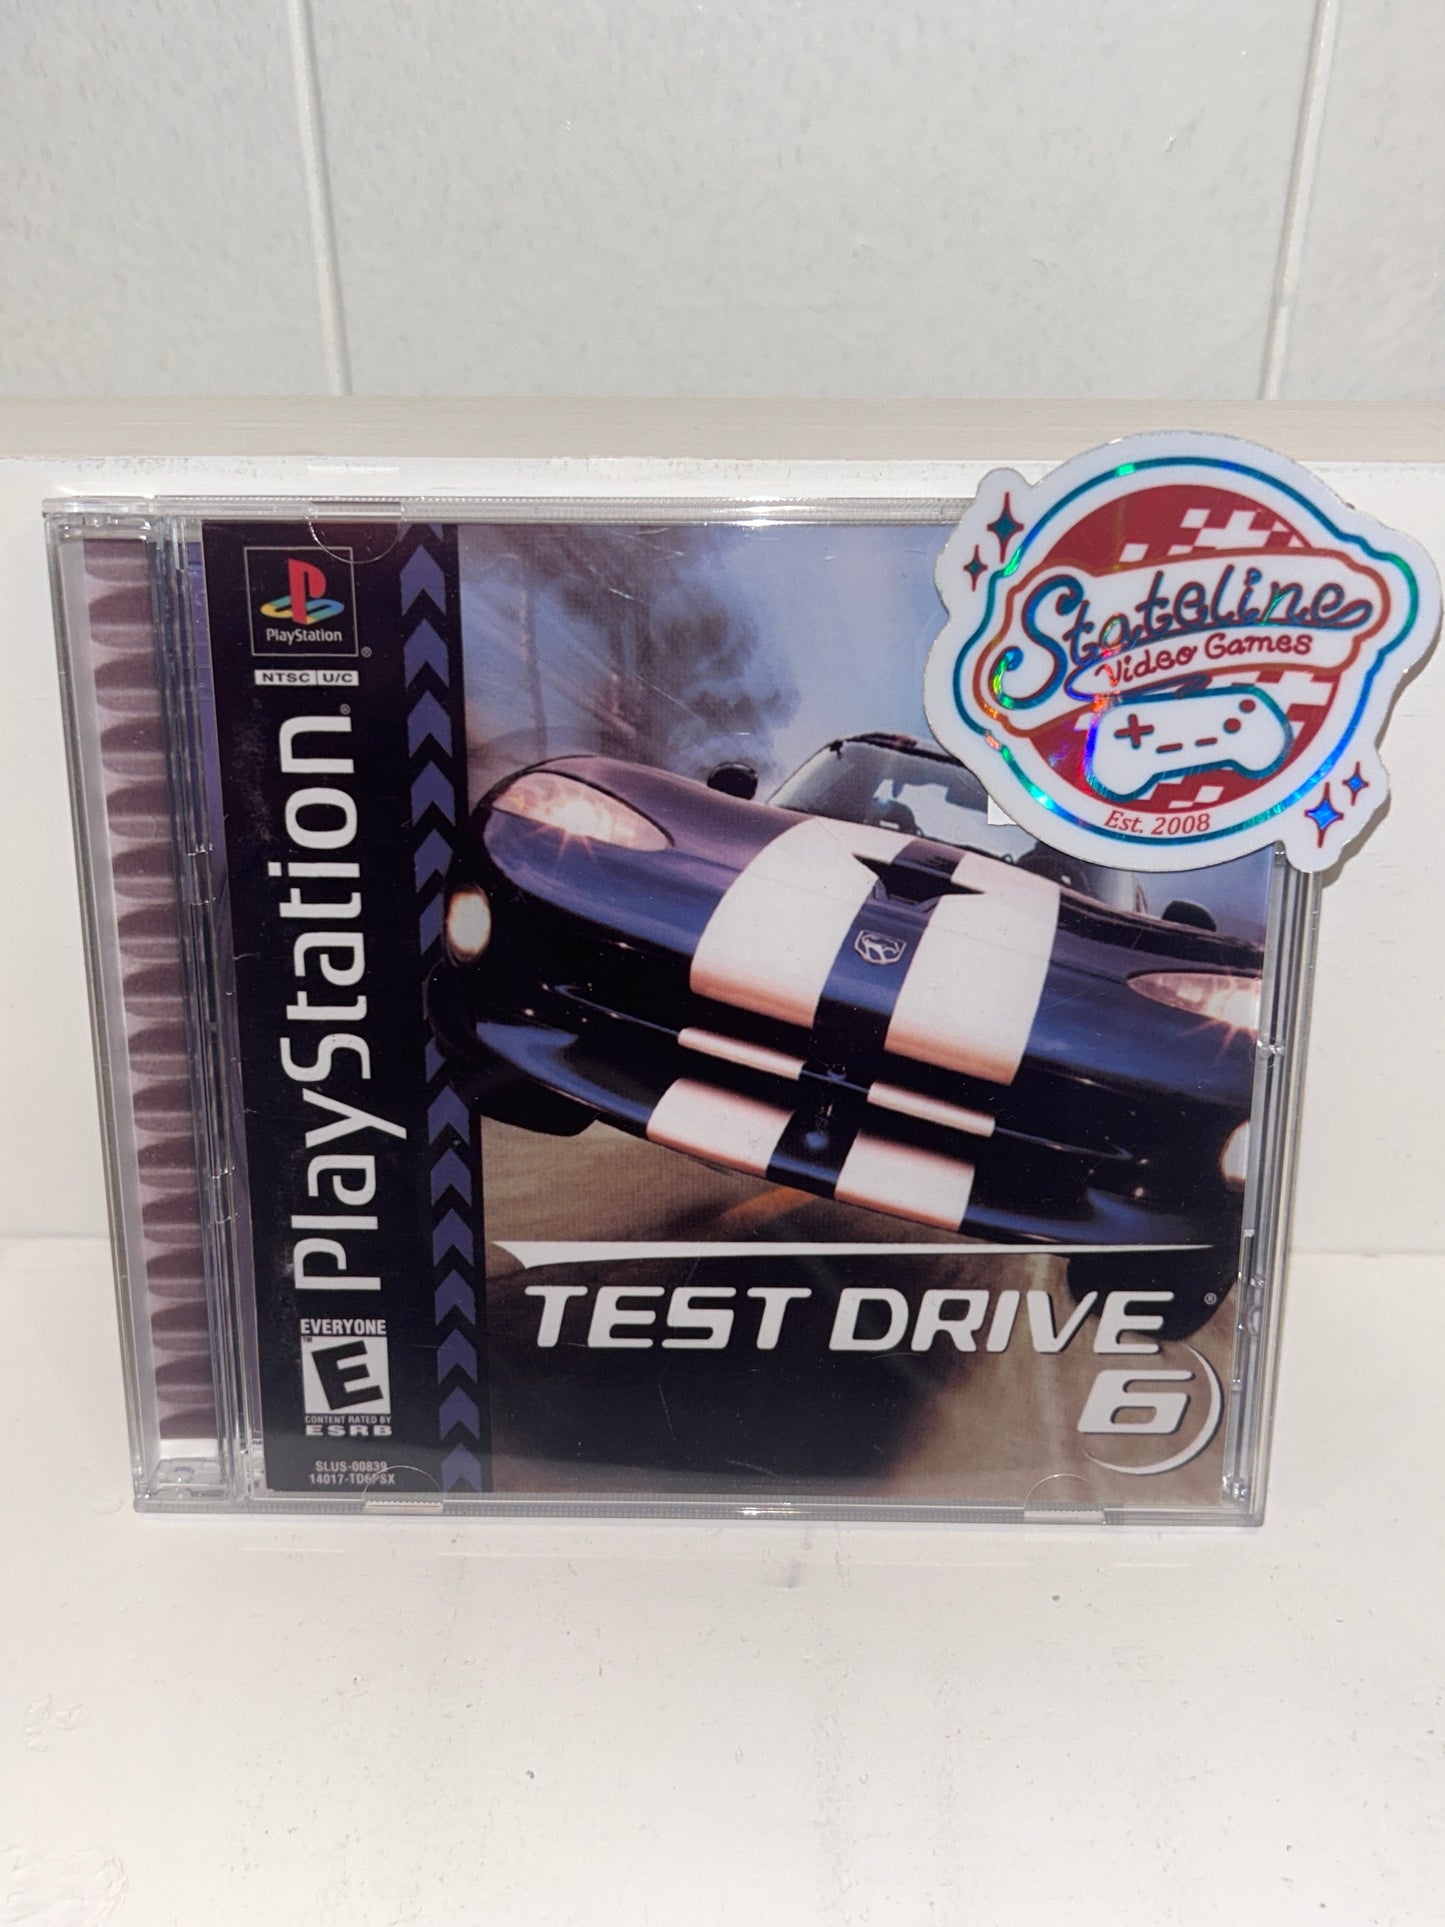 Stateline
Video Games
Est. 2008
PlayStation
®
NTSC U/C
PlayStation®
EVERYONE
™
E
CONTENT RATED BY
ESRB
SLUS-00839
14017-TD6PSX
TEST DRIVE®
6